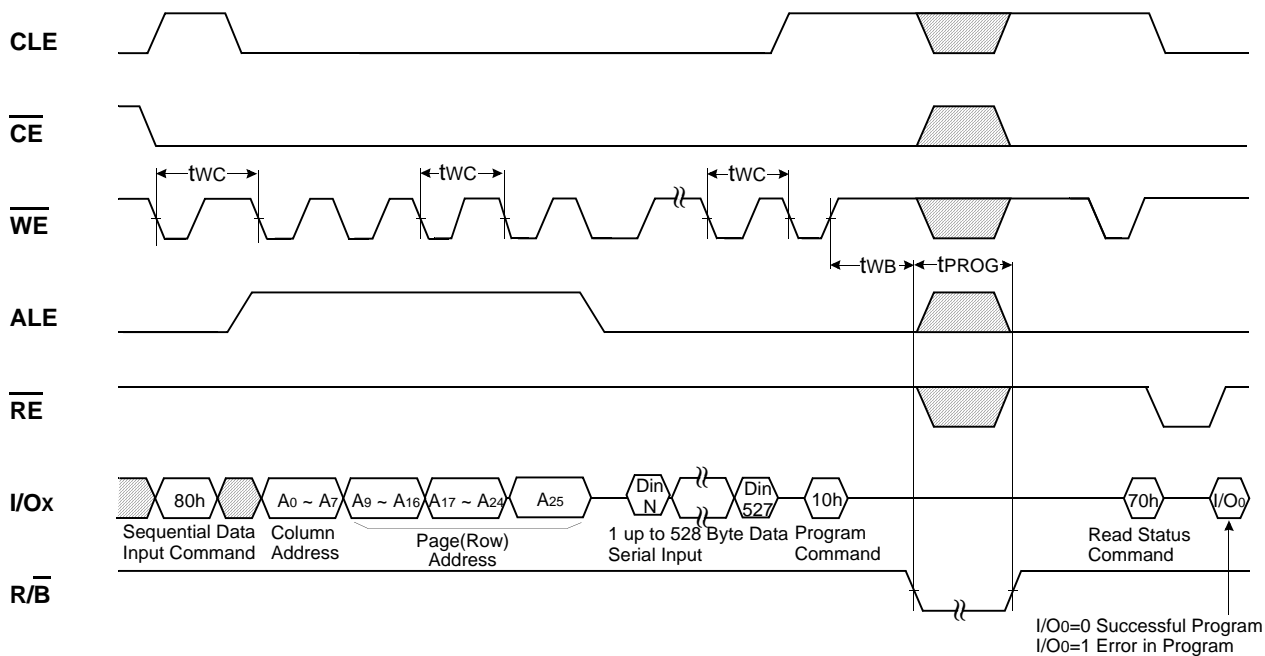 CLE
CE
tWC tWC tWC
WE
tWB tPROG
ALE
RE
I/Ox 80h A0 ~ A7 A9 ~ A16 A17 ~ A24 A25 Din N Din 527 10h 70h I/O0
Sequential Data Input Command
Column Address
Page(Row) Address
1 up to 528 Byte Data Serial Input
Program Command
Read Status Command
R/B
I/O0=0 Successful Program
I/O0=1 Error in Program